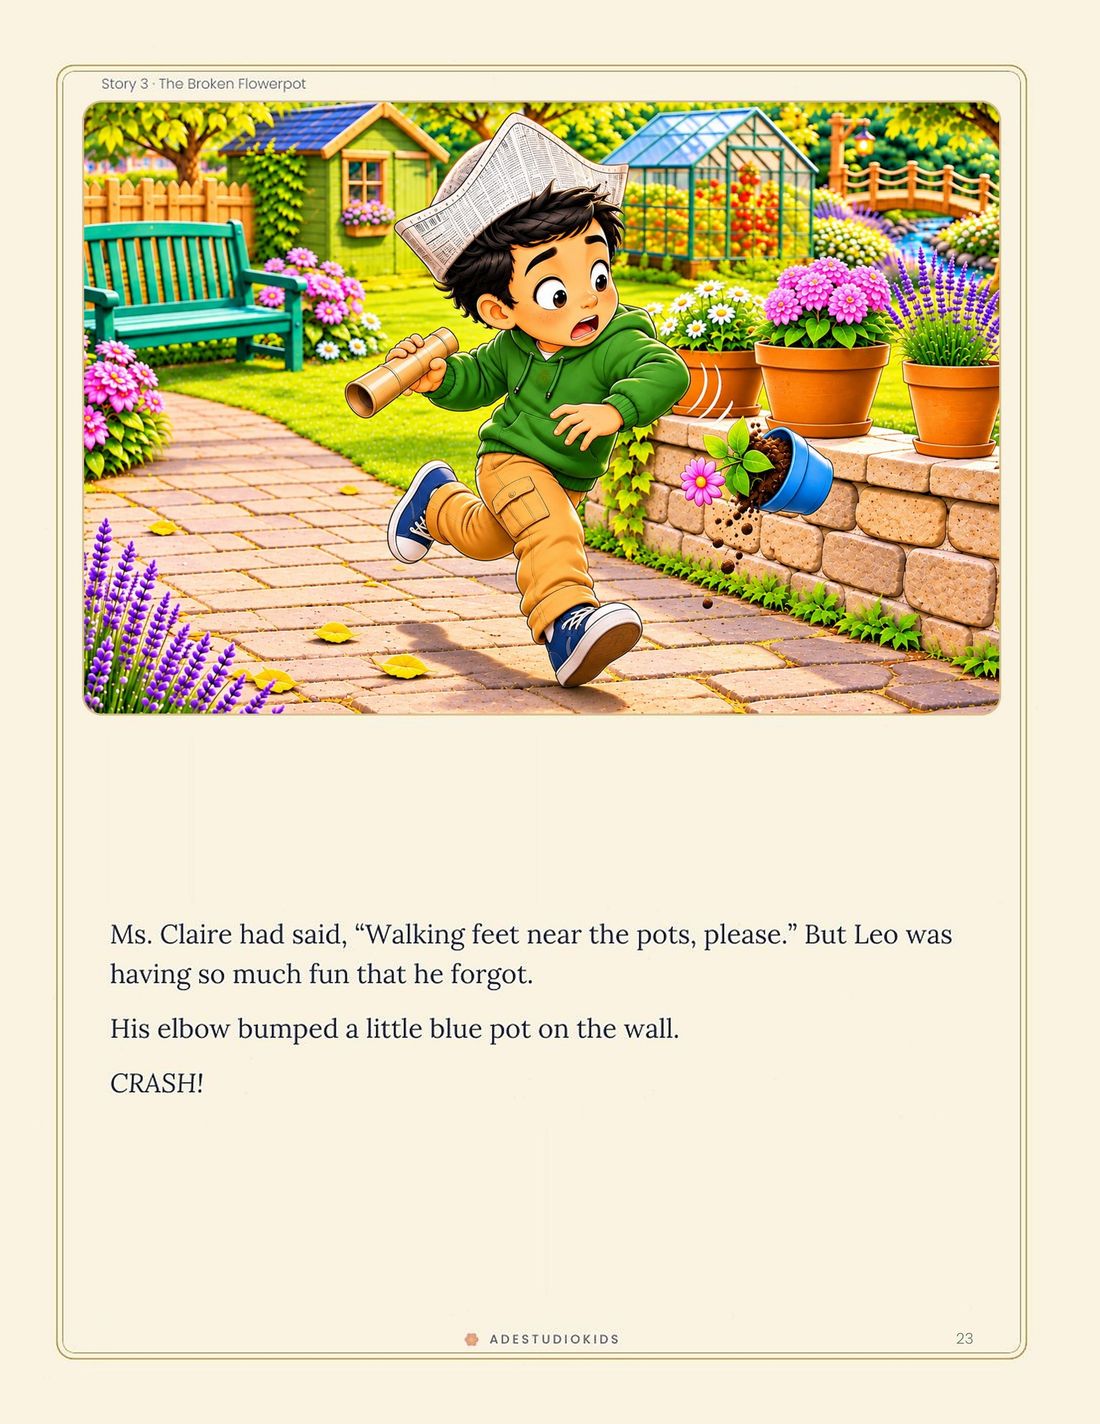 Story 3 · The Broken Flowerpot
Ms. Claire had said, “Walking feet near the pots, please.” But Leo was
having so much fun that he forgot.
His elbow bumped a little blue pot on the wall.
CRASH!
ADESTUDIOKIDS
23